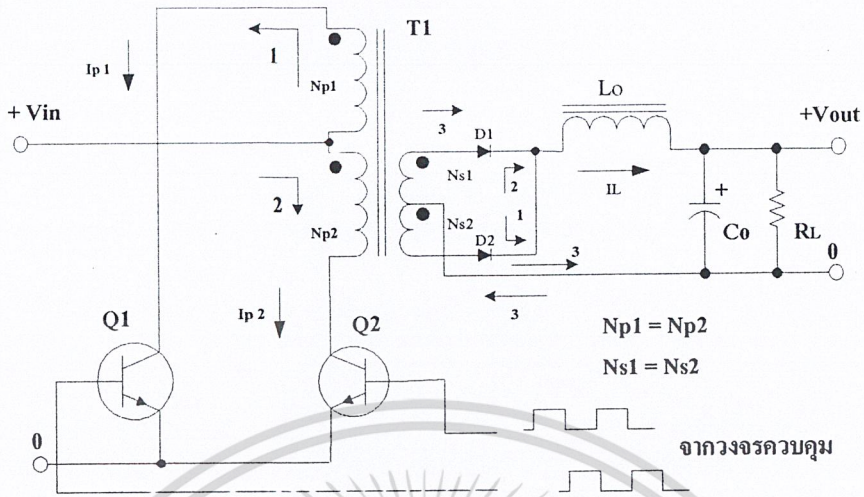 T1
1
Ip 1
Np1
+ Vin
Lo
+Vout
3
D1
Ns1
2
2
IL
+
Np2
Ns2
1
Co
RL
D2
3
0
Ip 2
3
Q1
Q2
Np1 = Np2
Ns1 = Ns2
0
จากวงจรควบคุม